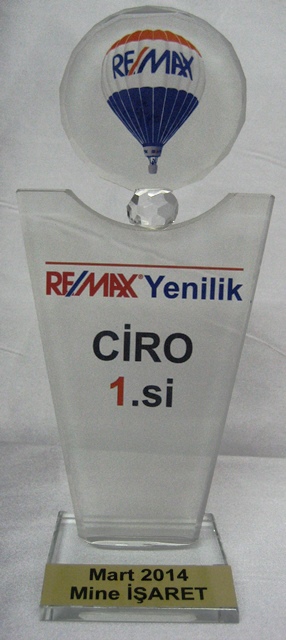 RE/MAX
RE/MAX® Yenilik
CİRO
1.si
Mart 2014
Mine İŞARET